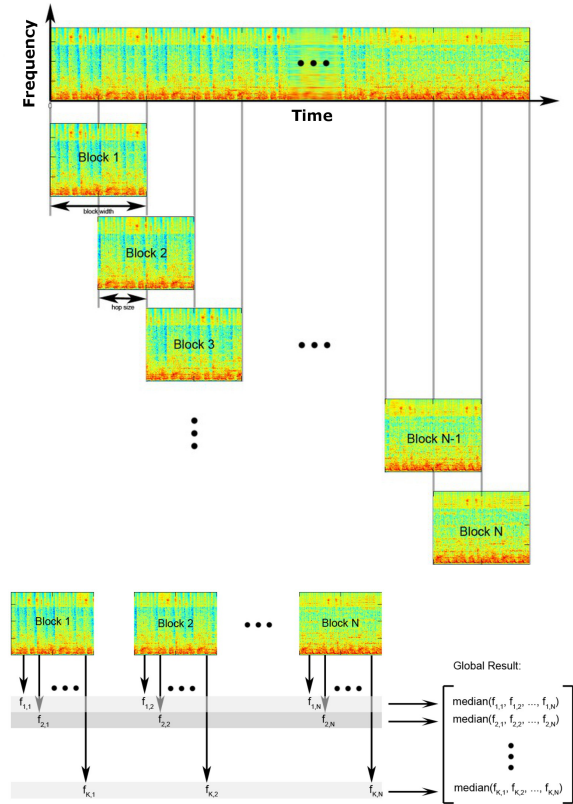 Frequency
Time
Block 1
block width
Block 2
hop size
Block 3
Block N-1
Block N
Block 1
Block 2
Block N
Global Result:
f1,1
f1,2
f1,N
median(f1,1, f1,2, ..., f1,N)
f2,1
f2,2
f2,N
median(f2,1, f2,2, ..., f2,N)
fK,1
fK,2
fK,N
median(fK,1, fK,2, ..., fK,N)